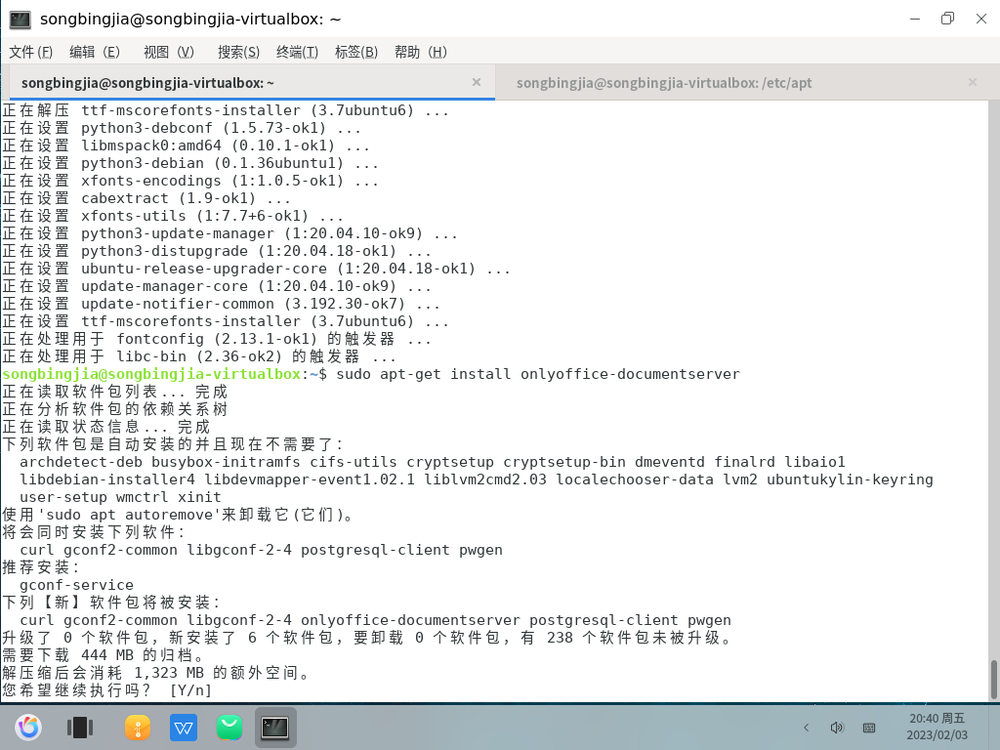 songbingjia@songbingjia-virtualbox: ~
文件 (F) 编辑（E） 视图（V） 搜索(S) 终端(T) 标签(B) 帮助（H）
songbingjia@songbingjia-virtualbox: ~ × songbingjia@songbingjia-virtualbox: /etc/apt ×
正在解压 ttf-mscorefonts-installer (3.7ubuntu6) ...
正在设置 python3-debconf (1.5.73-ok1) ...
正在设置 libmspack0:amd64 (0.10.1-ok1) ...
正在设置 python3-debian (0.1.36ubuntu1) ...
正在设置 xfonts-encodings (1:1.0.5-ok1) ...
正在设置 cabextract (1.9-ok1) ...
正在设置 xfonts-utils (1:7.7+6-ok1) ...
正在设置 python3-update-manager (1:20.04.10-ok9) ...
正在设置 python3-distupgrade (1:20.04.18-ok1) ...
正在设置 ubuntu-release-upgrader-core (1:20.04.18-ok1) ...
正在设置 update-manager-core (1:20.04.10-ok9) ...
正在设置 update-notifier-common (3.192.30-ok7) ...
正在设置 ttf-mscorefonts-installer (3.7ubuntu6) ...
正在处理用于 fontconfig (2.13.1-ok1) 的触发器 ...
正在处理用于 libc-bin (2.36-ok2) 的触发器 ...
songbingjia@songbingjia-virtualbox:~$ sudo apt-get install onlyoffice-documentserver
正在读取软件包列表... 完成
正在分析软件包的依赖关系树
正在读取状态信息... 完成
下列软件包是自动安装的并且现在不需要了：
archdetect-deb busybox-initramfs cifs-utils cryptsetup cryptsetup-bin dmeventd finalrd libaio1
libdebian-installer4 libdevmapper-event1.02.1 liblvm2cmd2.03 localechooser-data lvm2 ubuntukylin-keyring
user-setup wmctrl xinit
使用'sudo apt autoremove'来卸载它(它们)。
将会同时安装下列软件：
curl gconf2-common libgconf-2-4 postgresql-client pwgen
推荐安装：
gconf-service
下列【新】软件包将被安装：
curl gconf2-common libgconf-2-4 onlyoffice-documentserver postgresql-client pwgen
升级了 0 个软件包，新安装了 6 个软件包，要卸载 0 个软件包，有 238 个软件包未被升级。
需要下载 444 MB 的归档。
解压缩后会消耗 1,323 MB 的额外空间。
您希望继续执行吗？ [Y/n]
20:40 周五
2023/02/03